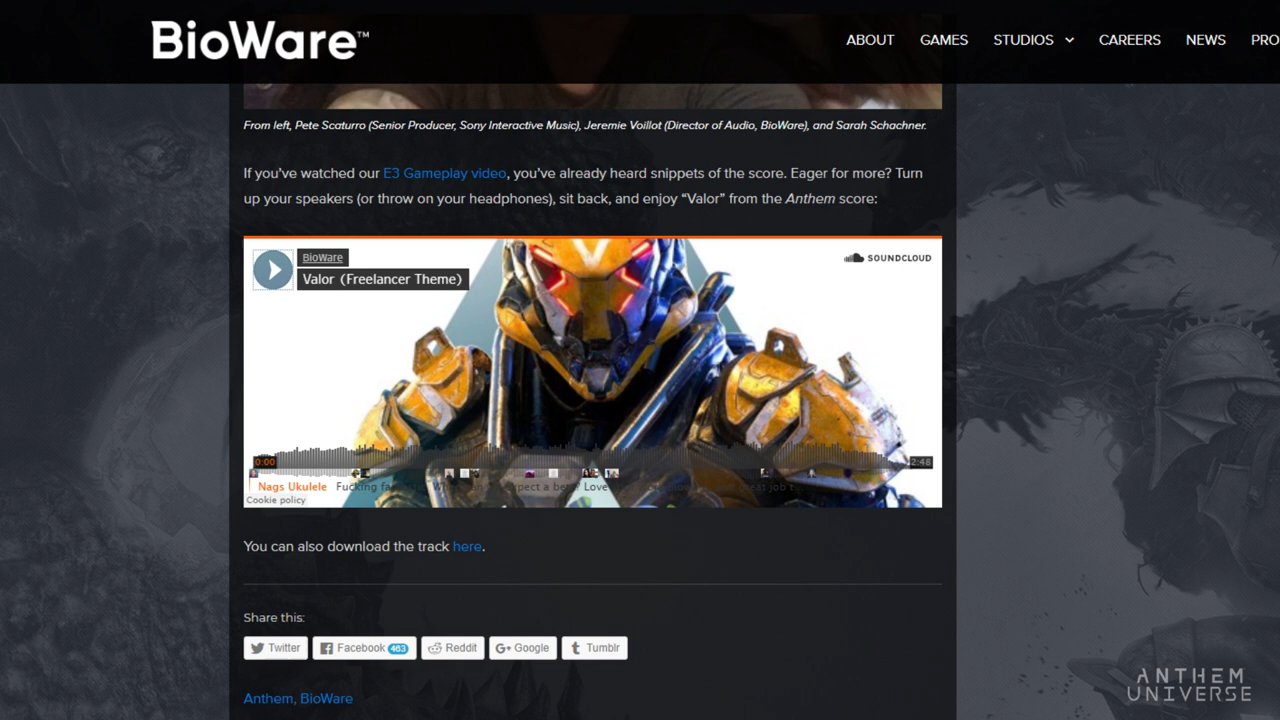 BioWare™
ABOUT GAMES STUDIOS CAREERS NEWS PRO
From left, Pete Scaturro (Senior Producer, Sony Interactive Music), Jeremie Voillot (Director of Audio, BioWare), and Sarah Schachner.
If you've watched our E3 Gameplay video, you've already heard snippets of the score. Eager for more? Turn
up your speakers (or throw on your headphones), sit back, and enjoy “Valor” from the Anthem score:
BioWare
SOUNDCLOUD
Valor (Freelancer Theme)
0:00
2:48
Nags Ukulele Fucking Love
Cookie policy
You can also download the track here.
Share this:
Twitter Facebook 463 Reddit G+ Google Tumblr
Anthem, BioWare
ANTHEM
UNIVERSE